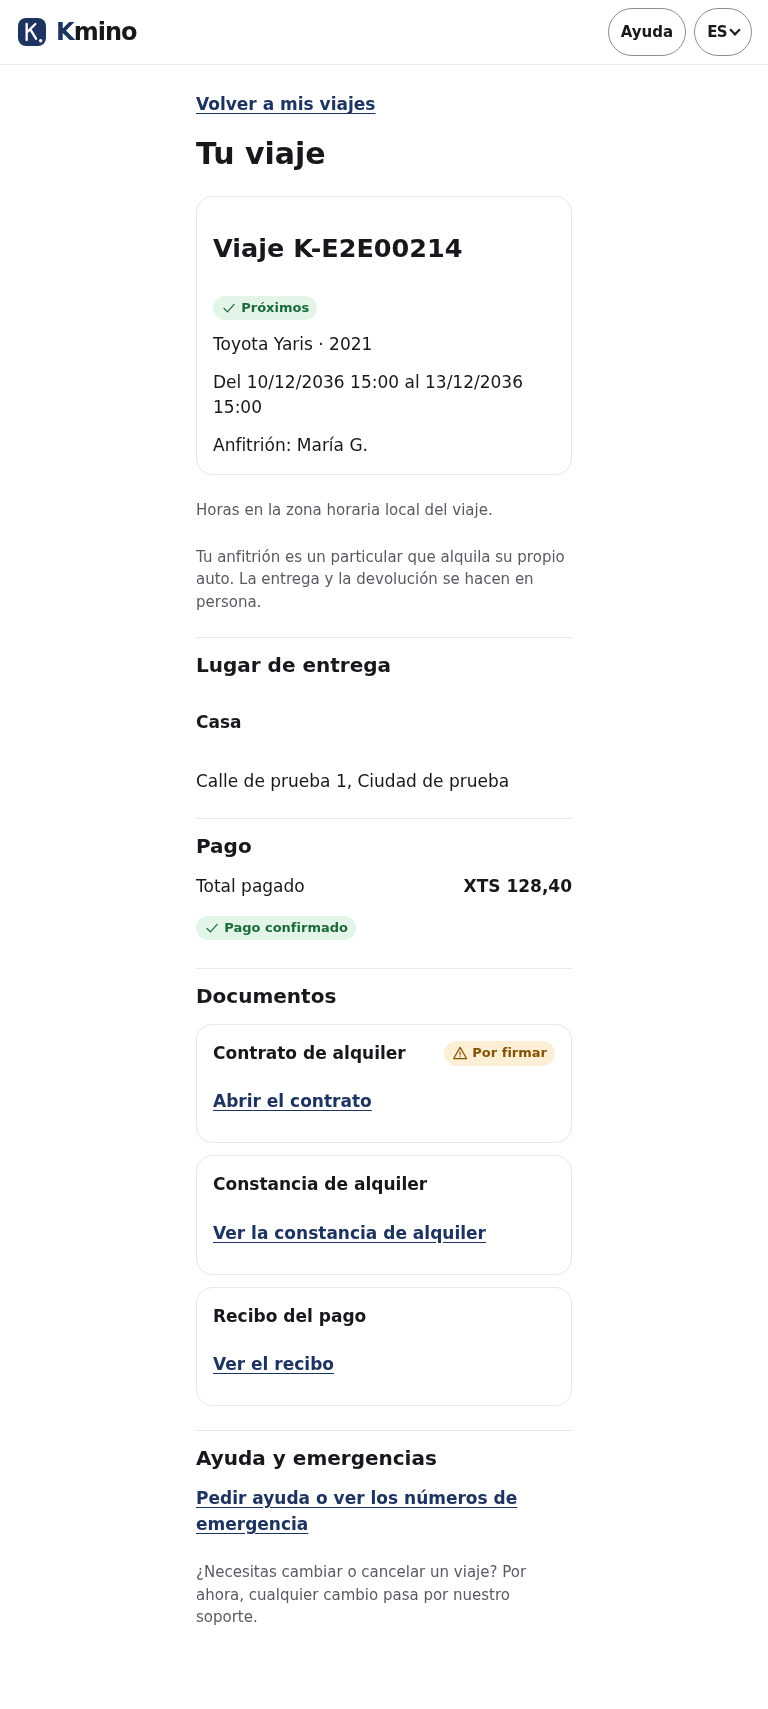 Kmino
Ayuda
ES
Volver a mis viajes
Tu viaje
Viaje K-E2E00214
Próximos
Toyota Yaris · 2021
Del 10/12/2036 15:00 al 13/12/2036
15:00
Anfitrión: María G.
Horas en la zona horaria local del viaje.
Tu anfitrión es un particular que alquila su propio
auto. La entrega y la devolución se hacen en
persona.
Lugar de entrega
Casa
Calle de prueba 1, Ciudad de prueba
Pago
Total pagado XTS 128,40
Pago confirmado
Documentos
Contrato de alquiler Por firmar
Abrir el contrato
Constancia de alquiler
Ver la constancia de alquiler
Recibo del pago
Ver el recibo
Ayuda y emergencias
Pedir ayuda o ver los números de
emergencia
¿Necesitas cambiar o cancelar un viaje? Por
ahora, cualquier cambio pasa por nuestro
soporte.